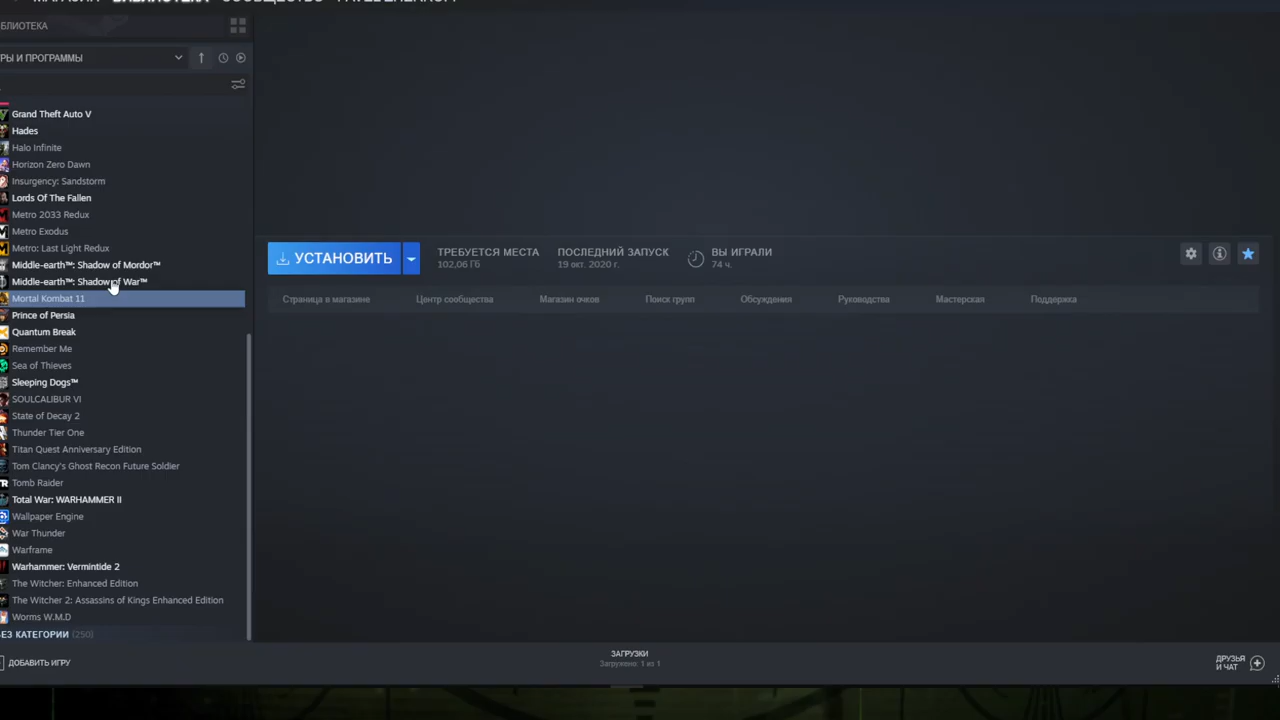 БЛИОТЕКА
РЫ И ПРОГРАММЫ
Grand Theft Auto V
Hades
Halo Infinite
Horizon Zero Dawn
Insurgency: Sandstorm
Lords Of The Fallen
Metro 2033 Redux
Metro Exodus
Metro: Last Light Redux
Middle-earth™: Shadow of Mordor™
Middle-earth™: Shadow of War™
Mortal Kombat 11
Prince of Persia
Quantum Break
Remember Me
Sea of Thieves
Sleeping Dogs™
SOULCALIBUR VI
State of Decay 2
Thunder Tier One
Titan Quest Anniversary Edition
Tom Clancy's Ghost Recon Future Soldier
Tomb Raider
Total War: WARHAMMER II
Wallpaper Engine
War Thunder
Warframe
Warhammer: Vermintide 2
The Witcher: Enhanced Edition
The Witcher 2: Assassins of Kings Enhanced Edition
Worms W.M.D
ЕЗ КАТЕГОРИИ (250)
ДОБАВИТЬ ИГРУ
УСТАНОВИТЬ
ТРЕБУЕТСЯ МЕСТА
102,06 Гб
ПОСЛЕДНИЙ ЗАПУСК
19 окт. 2020 г.
ВЫ ИГРАЛИ
74 ч.
Страница в магазине
Центр сообщества
Магазин очков
Поиск групп
Обсуждения
Руководства
Мастерская
Поддержка
ЗАГРУЗКИ
Загружено: 1 из 1
ДРУЗЬЯ
И ЧАТ